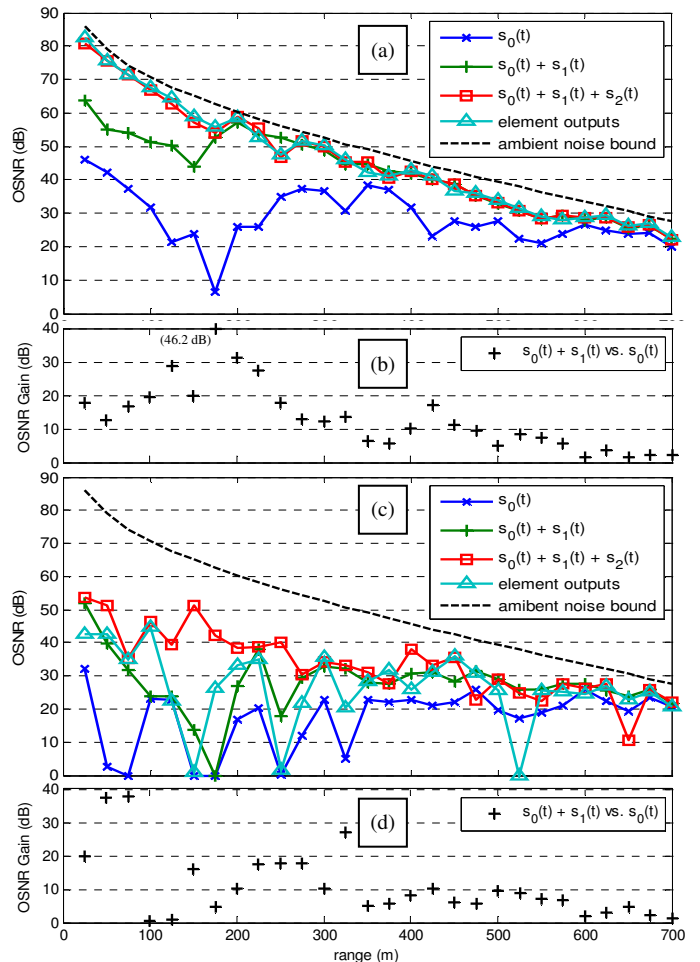 90
80
70
60
50
40
30
20
10
0
OSNR (dB)
(a)
s0(t)
s0(t) + s1(t)
s0(t) + s1(t) + s2(t)
element outputs
ambient noise bound
40
30
20
10
0
OSNR Gain (dB)
(46.2 dB)
(b)
s0(t) + s1(t) vs. s0(t)
90
80
70
60
50
40
30
20
10
0
OSNR (dB)
(c)
s0(t)
s0(t) + s1(t)
s0(t) + s1(t) + s2(t)
element outputs
amibent noise bound
40
30
20
10
0
OSNR Gain (dB)
(d)
s0(t) + s1(t) vs. s0(t)
0 100 200 300 400 500 600 700
range (m)